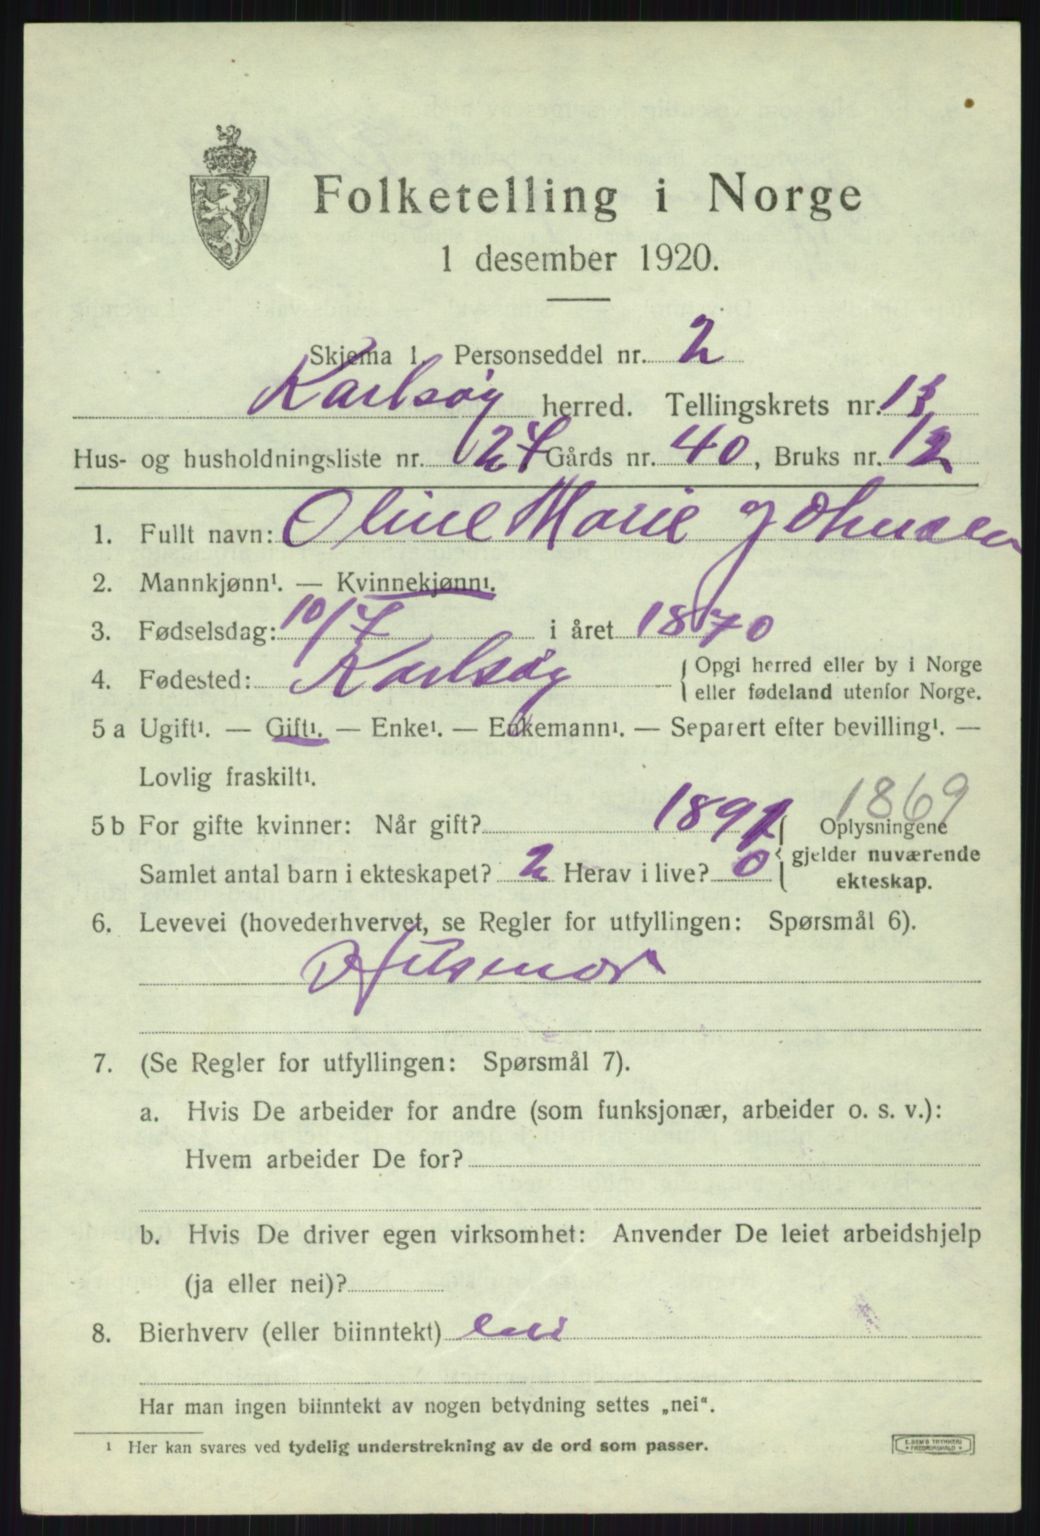 Folketelling i Norge
1 desember 1920.
Skjema 1. Personseddel nr. 2
Karlsøy herred. Tellingskrets nr. 13
Hus- og husholdningsliste nr. 24 Gårds nr. 40, Bruks nr. 12
1. Fullt navn: Oline Marie Johnsen
2. Mannkjønn¹. — Kvinnekjønn¹.
3. Fødselsdag: 10/7 i året 1870
4. Fødested: Karlsøy { Opgi herred eller by i Norge
eller fødeland utenfor Norge.
5 a Ugift¹. — Gift¹. — Enke¹. — Enkemann¹. — Separert efter bevilling¹. —
Lovlig fraskilt¹.
1869
5 b For gifte kvinner: Når gift? 1891 { Oplysningene
gjelder nuværende
Samlet antal barn i ekteskapet? 2 Herav i live? 0 ekteskap.
6. Levevei (hovederhvervet, se Regler for utfyllingen: Spørsmål 6).
Husmor
7. (Se Regler for utfyllingen: Spørsmål 7).
a. Hvis De arbeider for andre (som funksjonær, arbeider o. s. v.):
Hvem arbeider De for?
b. Hvis De driver egen virksomhet: Anvender De leiet arbeidshjelp
(ja eller nei)?
8. Bierhverv (eller biinntekt) nei
Har man ingen biinntekt av nogen betydning settes „nei“.
¹ Her kan svares ved tydelig understrekning av de ord som passer.